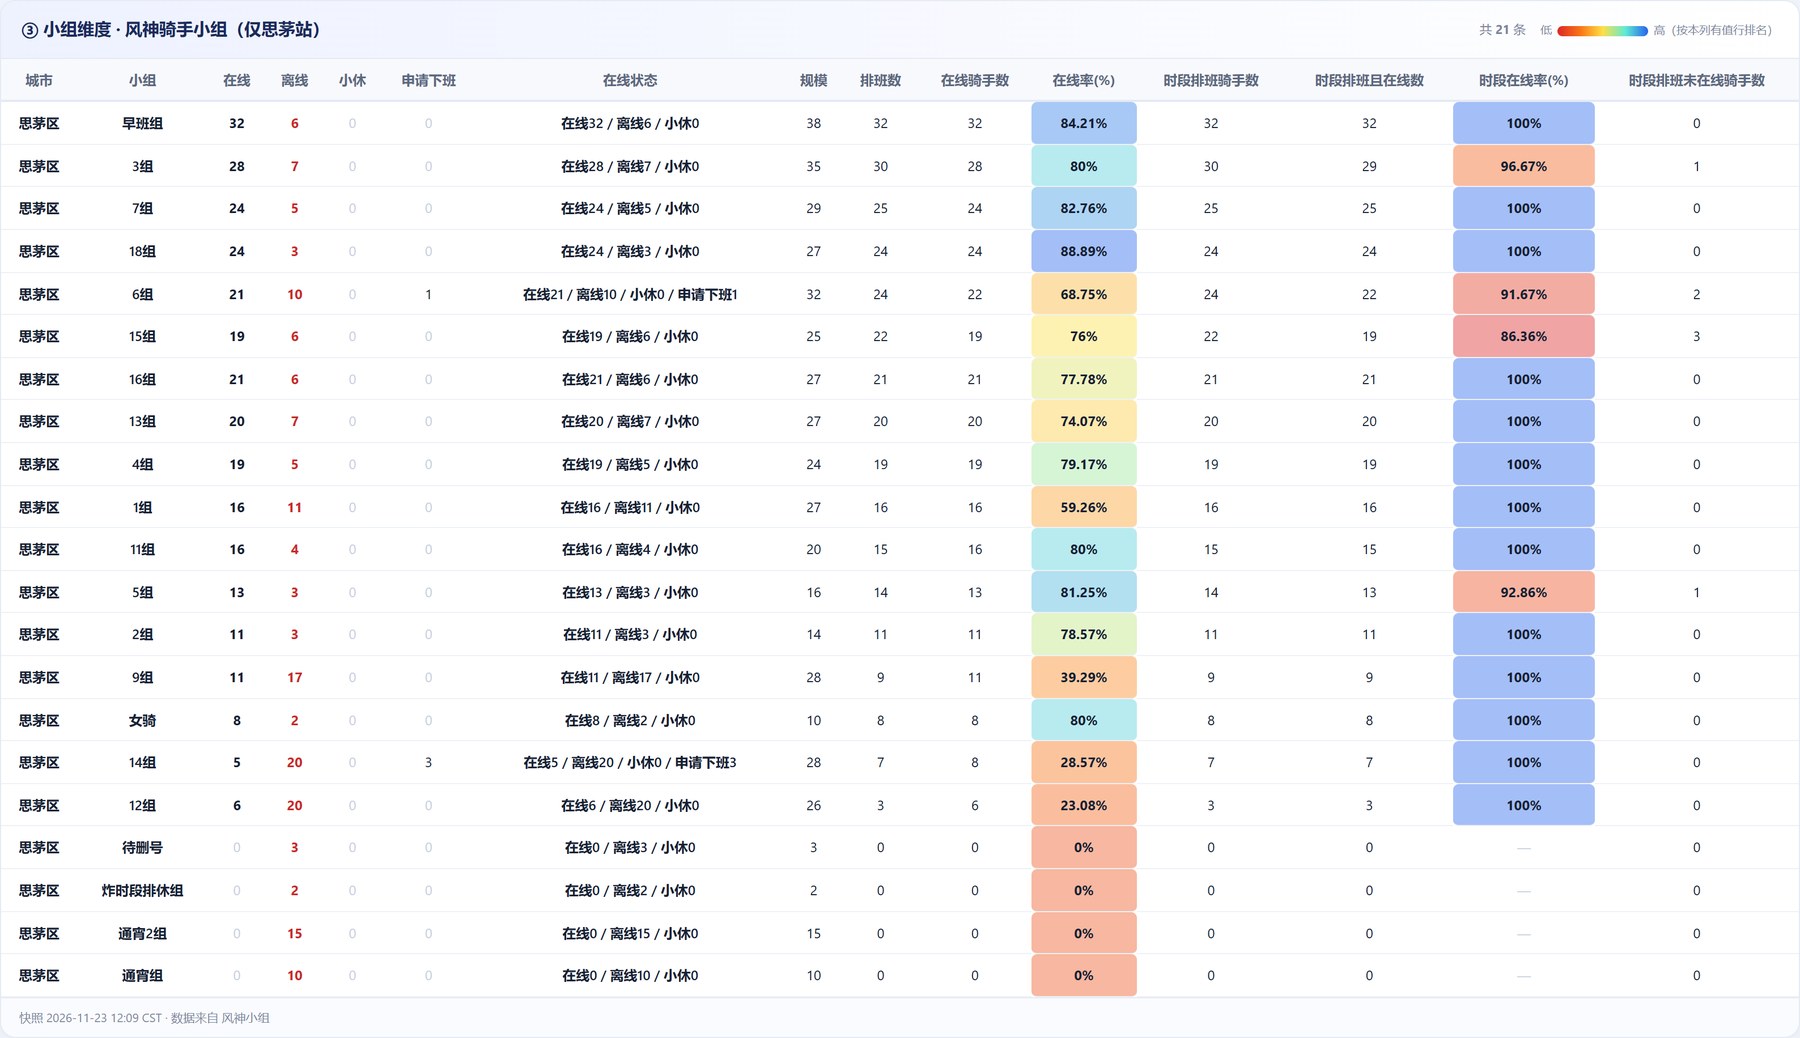 ③ 小组维度 · 风神骑手小组（仅思茅站） 共 21 条 低 高 (按本列有值行排名)
城市 小组 在线 离线 小休 申请下班 在线状态 规模 排班数 在线骑手数 在线率(%) 时段排班骑手数 时段排班且在线数 时段在线率(%) 时段排班未在线骑手数
思茅区 早班组 32 6 0 0 在线32 / 离线6 / 小休0 38 32 32 84.21% 32 32 100% 0
思茅区 3组 28 7 0 0 在线28 / 离线7 / 小休0 35 30 28 80% 30 29 96.67% 1
思茅区 7组 24 5 0 0 在线24 / 离线5 / 小休0 29 25 24 82.76% 25 25 100% 0
思茅区 18组 24 3 0 0 在线24 / 离线3 / 小休0 27 24 24 88.89% 24 24 100% 0
思茅区 6组 21 10 0 1 在线21 / 离线10 / 小休0 / 申请下班1 32 24 22 68.75% 24 22 91.67% 2
思茅区 15组 19 6 0 0 在线19 / 离线6 / 小休0 25 22 19 76% 22 19 86.36% 3
思茅区 16组 21 6 0 0 在线21 / 离线6 / 小休0 27 21 21 77.78% 21 21 100% 0
思茅区 13组 20 7 0 0 在线20 / 离线7 / 小休0 27 20 20 74.07% 20 20 100% 0
思茅区 4组 19 5 0 0 在线19 / 离线5 / 小休0 24 19 19 79.17% 19 19 100% 0
思茅区 1组 16 11 0 0 在线16 / 离线11 / 小休0 27 16 16 59.26% 16 16 100% 0
思茅区 11组 16 4 0 0 在线16 / 离线4 / 小休0 20 15 16 80% 15 15 100% 0
思茅区 5组 13 3 0 0 在线13 / 离线3 / 小休0 16 14 13 81.25% 14 13 92.86% 1
思茅区 2组 11 3 0 0 在线11 / 离线3 / 小休0 14 11 11 78.57% 11 11 100% 0
思茅区 9组 11 17 0 0 在线11 / 离线17 / 小休0 28 9 11 39.29% 9 9 100% 0
思茅区 女骑 8 2 0 0 在线8 / 离线2 / 小休0 10 8 8 80% 8 8 100% 0
思茅区 14组 5 20 0 3 在线5 / 离线20 / 小休0 / 申请下班3 28 7 8 28.57% 7 7 100% 0
思茅区 12组 6 20 0 0 在线6 / 离线20 / 小休0 26 3 6 23.08% 3 3 100% 0
思茅区 待删号 0 3 0 0 在线0 / 离线3 / 小休0 3 0 0 0% 0 0 — 0
思茅区 炸时段排休组 0 2 0 0 在线0 / 离线2 / 小休0 2 0 0 0% 0 0 — 0
思茅区 通宵2组 0 15 0 0 在线0 / 离线15 / 小休0 15 0 0 0% 0 0 — 0
思茅区 通宵组 0 10 0 0 在线0 / 离线10 / 小休0 10 0 0 0% 0 0 — 0
快照 2026-11-23 12:09 CST · 数据来自 风神小组